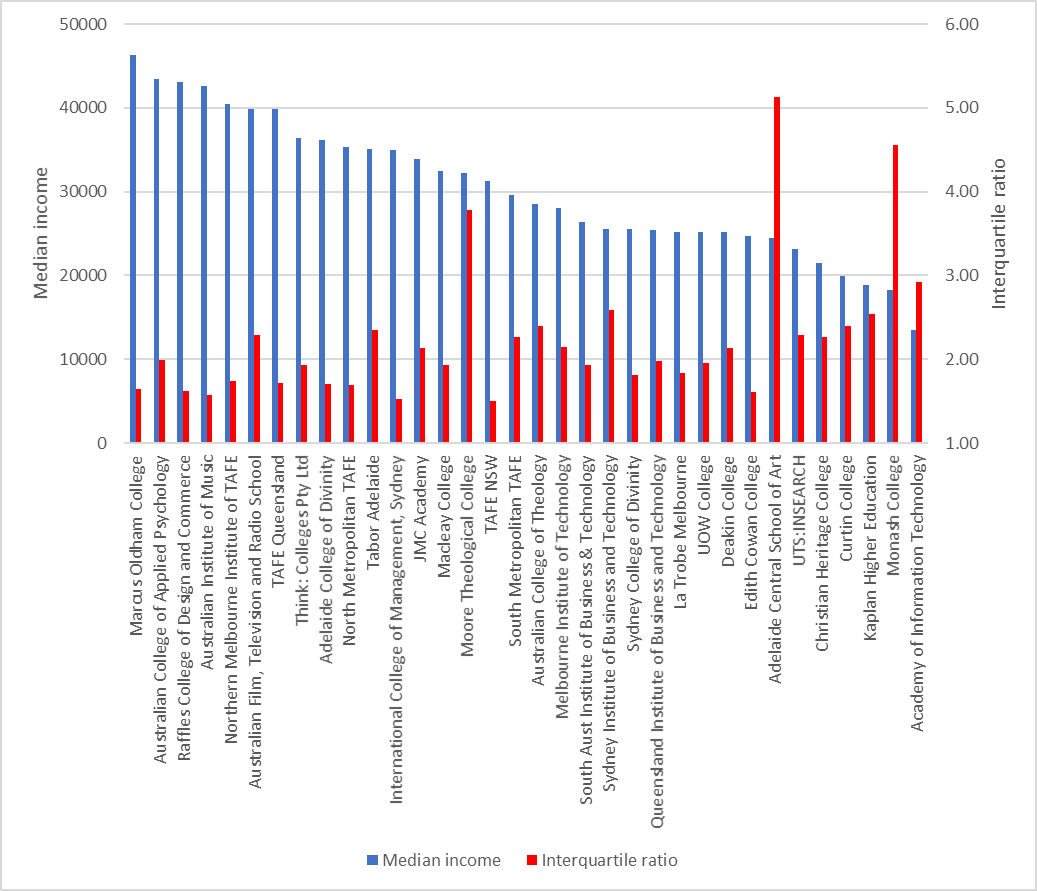 50000
40000
30000
20000
10000
0
Median income
6.00
5.00
4.00
3.00
2.00
1.00
Interquartile ratio
Marcus Oldham College
Australian College of Applied Psychology
Raffles College of Design and Commerce
Australian Institute of Music
Northern Melbourne Institute of TAFE
Australian Film, Television and Radio School
TAFE Queensland
Think: Colleges Pty Ltd
Adelaide College of Divinity
North Metropolitan TAFE
Tabor Adelaide
International College of Management, Sydney
JMC Academy
Macleay College
Moore Theological College
TAFE NSW
South Metropolitan TAFE
Australian College of Theology
Melbourne Institute of Technology
South Aust Institute of Business & Technology
Sydney Institute of Business and Technology
Sydney College of Divinity
Queensland Institute of Business and Technology
La Trobe Melbourne
UOW College
Deakin College
Edith Cowan College
Adelaide Central School of Art
UTS:INSEARCH
Christian Heritage College
Curtin College
Kaplan Higher Education
Monash College
Academy of Information Technology
Median income
Interquartile ratio